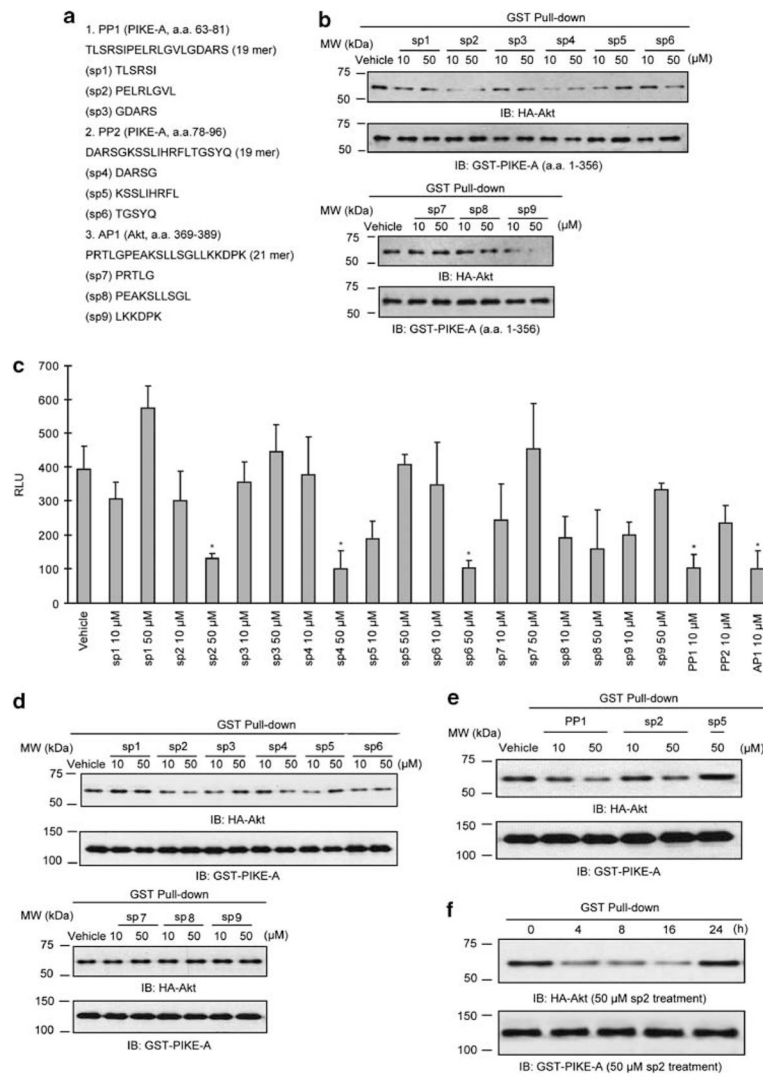 a
1. PP1 (PIKE-A, a.a. 63-81)
TLSRSIPELRLGVLGDARS (19 mer)
(sp1) TLSRSI
(sp2) PELRLGVL
(sp3) GDARS
2. PP2 (PIKE-A, a.a.78-96)
DARSGKSSLIHRFLTGSYQ (19 mer)
(sp4) DARSG
(sp5) KSSLIHRFL
(sp6) TGSYQ
3. AP1 (Akt, a.a. 369-389)
PRTLGPEAKSLLSGLLKKDPK (21 mer)
(sp7) PRTLG
(sp8) PEAKSLLSGL
(sp9) LKKDPK
b
GST Pull-down
MW (kDa) sp1 sp2 sp3 sp4 sp5 sp6
Vehicle 10 50 10 50 10 50 10 50 10 50 10 50 (μM)
75
50
IB: HA-Akt
75
50
IB: GST-PIKE-A (a.a. 1-356)
GST Pull-down
MW (kDa) sp7 sp8 sp9
Vehicle 10 50 10 50 10 50 (μM)
75
50
IB: HA-Akt
75
50
IB: GST-PIKE-A (a.a. 1-356)
c
700
600
500
400
300
200
100
0
RLU
* * * * *
Vehicle
sp1 10 μM
sp1 50 μM
sp2 10 μM
sp2 50 μM
sp3 10 μM
sp3 50 μM
sp4 10 μM
sp4 50 μM
sp5 10 μM
sp5 50 μM
sp6 10 μM
sp6 50 μM
sp7 10 μM
sp7 50 μM
sp8 10 μM
sp8 50 μM
sp9 10 μM
sp9 50 μM
PP1 10 μM
PP2 10 μM
AP1 10 μM
d
GST Pull-down
MW (kDa) sp1 sp2 sp3 sp4 sp5 sp6
Vehicle 10 50 10 50 10 50 10 50 10 50 10 50 (μM)
75
50
IB: HA-Akt
150
100
IB: GST-PIKE-A
GST Pull-down
MW (kDa) sp7 sp8 sp9
Vehicle 10 50 10 50 10 50 (μM)
75
50
IB: HA-Akt
150
100
IB: GST-PIKE-A
e
GST Pull-down
MW (kDa) PP1 sp2 sp5
Vehicle 10 50 10 50 50 (μM)
75
50
IB: HA-Akt
150
100
IB: GST-PIKE-A
f
GST Pull-down
0 4 8 16 24 (h)
75
50
IB: HA-Akt (50 μM sp2 treatment)
150
100
IB: GST-PIKE-A (50 μM sp2 treatment)